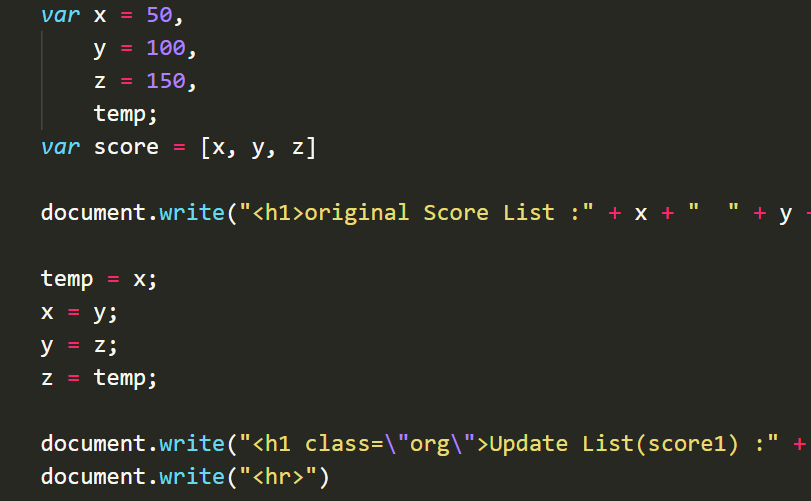 var x = 50,
    y = 100,
    z = 150,
    temp;
var score = [x, y, z]
document.write("<h1>original Score List :" + x + "  " + y +
temp = x;
x = y;
y = z;
z = temp;
document.write("<h1 class=\"org\">Update List(score1) :" +
document.write("<hr>")